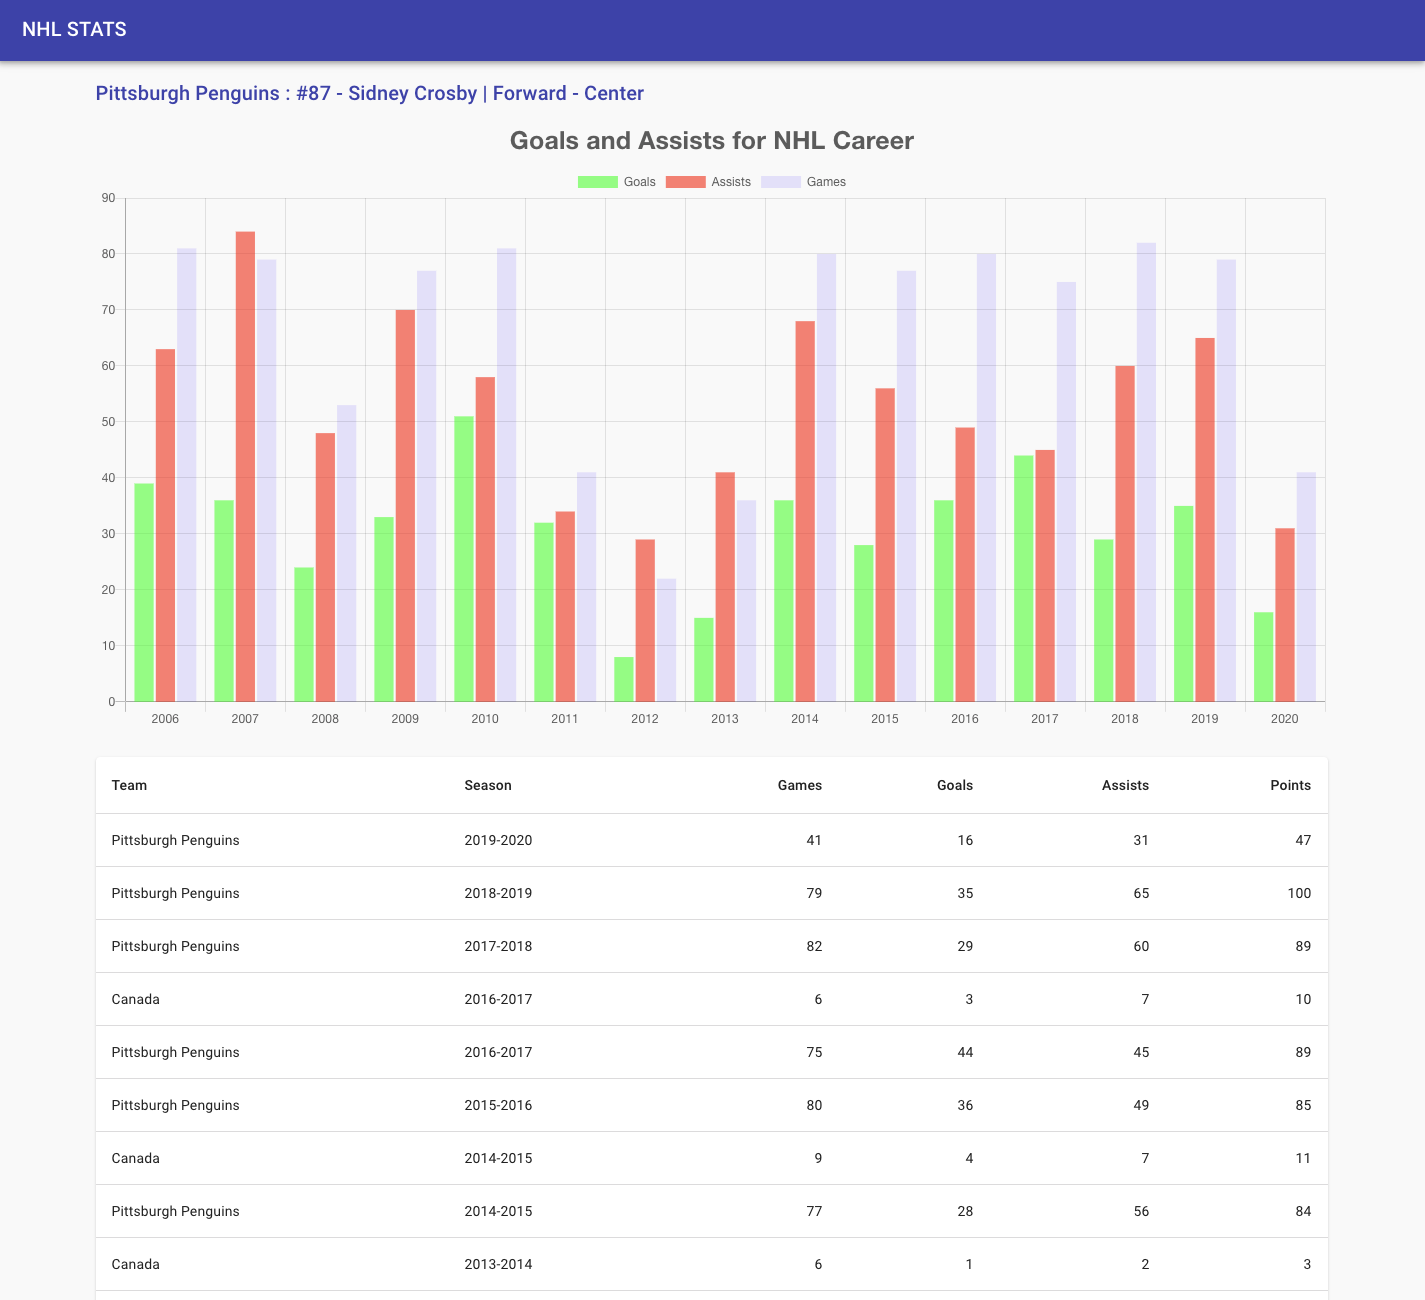 NHL STATS
Pittsburgh Penguins : #87 - Sidney Crosby | Forward - Center
Goals and Assists for NHL Career
Goals Assists Games
90
80
70
60
50
40
30
20
10
0
2006 2007 2008 2009 2010 2011 2012 2013 2014 2015 2016 2017 2018 2019 2020
Team Season Games Goals Assists Points
Pittsburgh Penguins 2019-2020 41 16 31 47
Pittsburgh Penguins 2018-2019 79 35 65 100
Pittsburgh Penguins 2017-2018 82 29 60 89
Canada 2016-2017 6 3 7 10
Pittsburgh Penguins 2016-2017 75 44 45 89
Pittsburgh Penguins 2015-2016 80 36 49 85
Canada 2014-2015 9 4 7 11
Pittsburgh Penguins 2014-2015 77 28 56 84
Canada 2013-2014 6 1 2 3